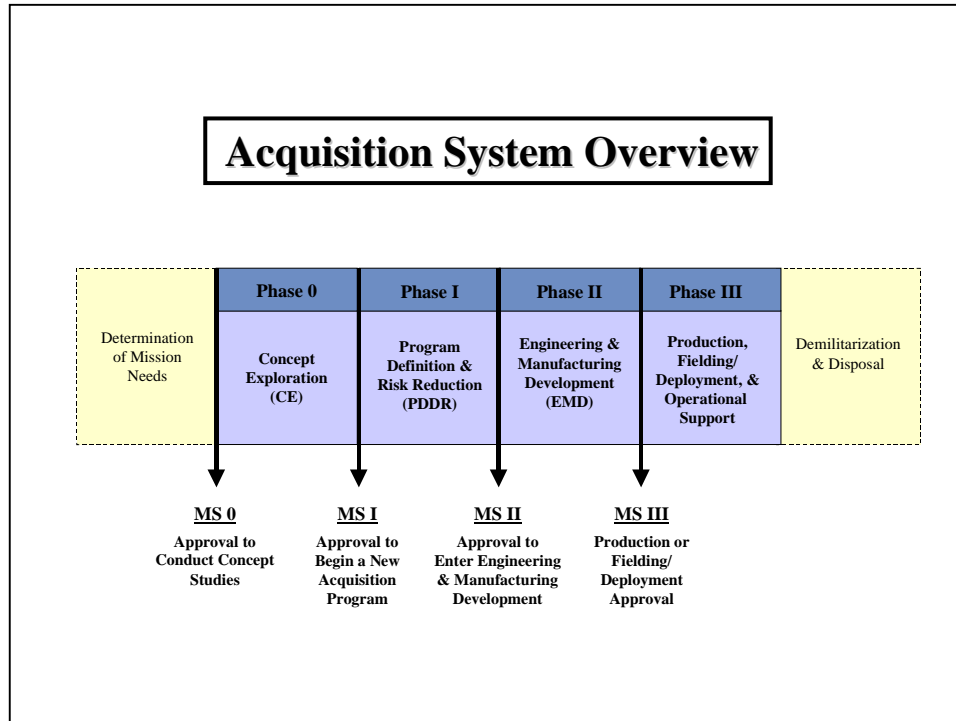 Acquisition System Overview
Phase 0
Phase I
Phase II
Phase III
Determination
of Mission
Needs
Concept
Exploration
(CE)
Program
Definition &
Risk Reduction
(PDDR)
Engineering &
Manufacturing
Development
(EMD)
Production,
Fielding/
Deployment, &
Operational
Support
Demilitarization
& Disposal
MS 0
Approval to
Conduct Concept
Studies
MS I
Approval to
Begin a New
Acquisition
Program
MS II
Approval to
Enter Engineering
& Manufacturing
Development
MS III
Production or
Fielding/
Deployment
Approval